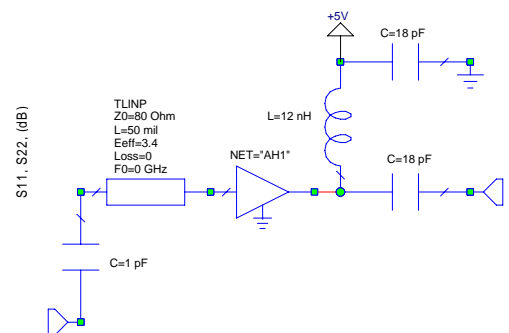 +5V
C=18 pF
TLINP
Z0=80 Ohm
L=50 mil
Eeff=3.4
Loss=0
F0=0 GHz
L=12 nH
S11, S22, (dB)
NET="AH1"
C=18 pF
C=1 pF